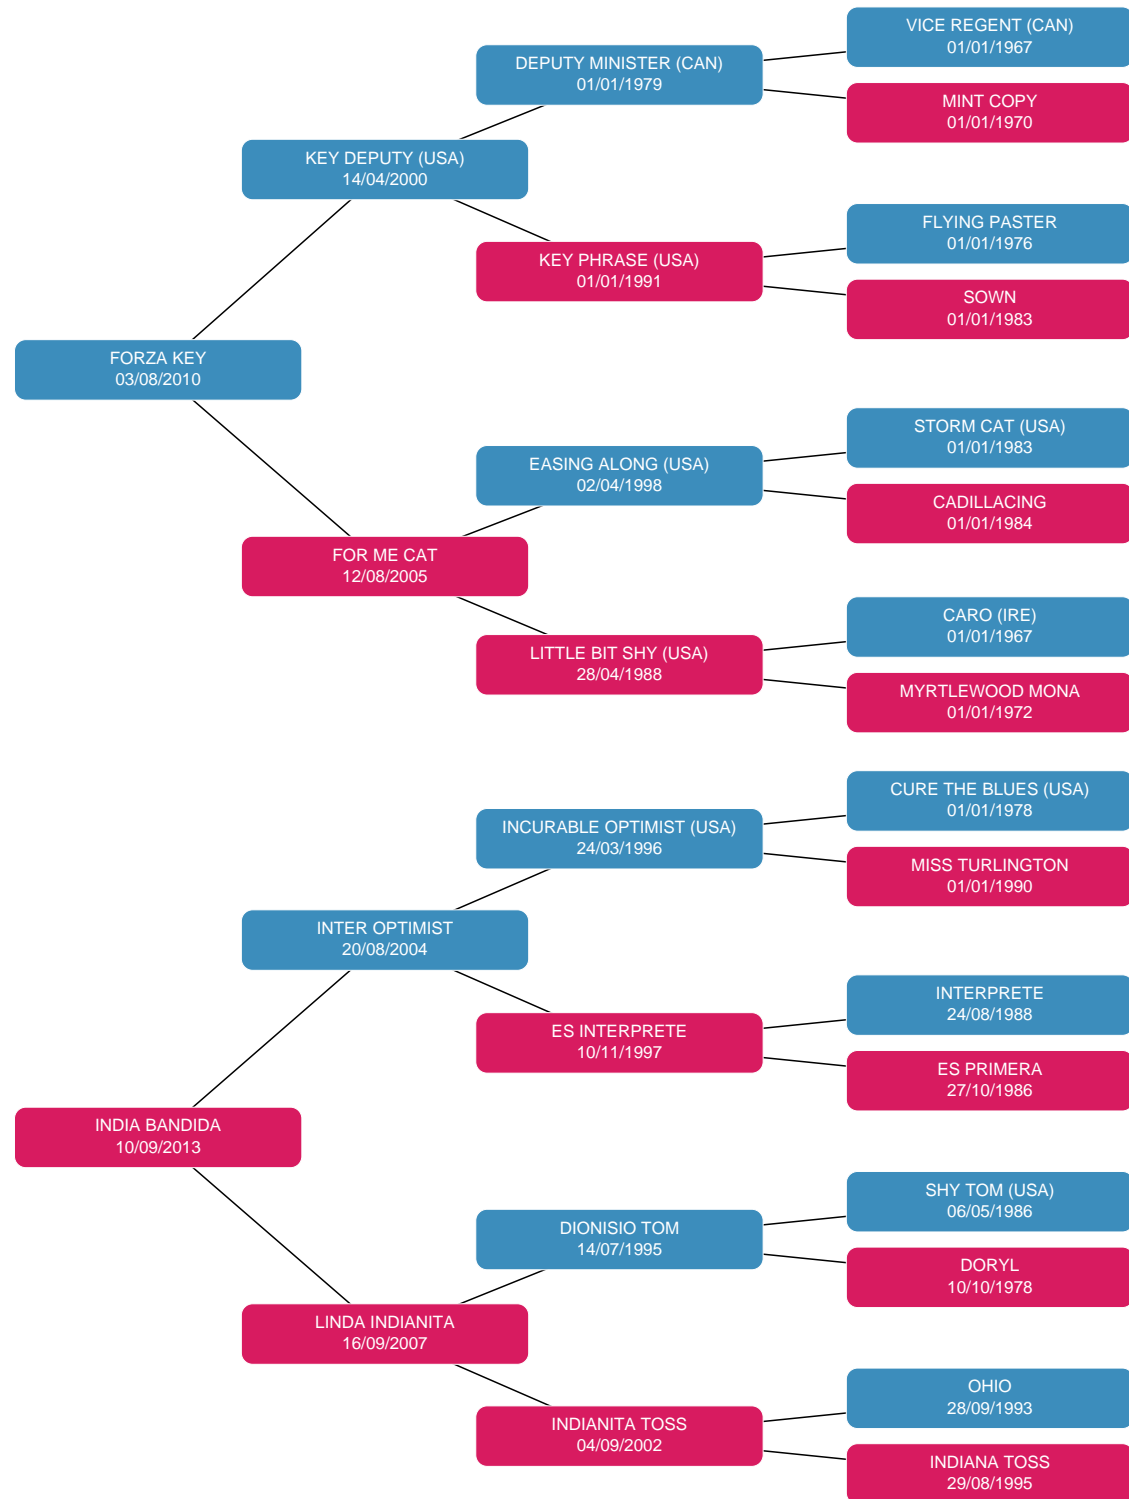 VICE REGENT (CAN)
01/01/1967
DEPUTY MINISTER (CAN)
01/01/1979
MINT COPY
01/01/1970
KEY DEPUTY (USA)
14/04/2000
FLYING PASTER
01/01/1976
KEY PHRASE (USA)
01/01/1991
SOWN
01/01/1983
FORZA KEY
03/08/2010
STORM CAT (USA)
01/01/1983
EASING ALONG (USA)
02/04/1998
CADILLACING
01/01/1984
FOR ME CAT
12/08/2005
CARO (IRE)
01/01/1967
LITTLE BIT SHY (USA)
28/04/1988
MYRTLEWOOD MONA
01/01/1972
CURE THE BLUES (USA)
01/01/1978
INCURABLE OPTIMIST (USA)
24/03/1996
MISS TURLINGTON
01/01/1990
INTER OPTIMIST
20/08/2004
INTERPRETE
24/08/1988
ES INTERPRETE
10/11/1997
ES PRIMERA
27/10/1986
INDIA BANDIDA
10/09/2013
SHY TOM (USA)
06/05/1986
DIONISIO TOM
14/07/1995
DORYL
10/10/1978
LINDA INDIANITA
16/09/2007
OHIO
28/09/1993
INDIANITA TOSS
04/09/2002
INDIANA TOSS
29/08/1995